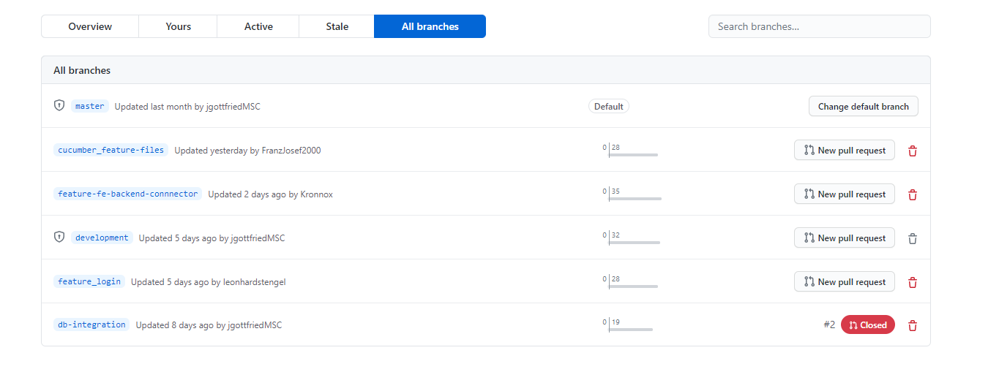 Overview Yours Active Stale All branches Search branches...
All branches
master Updated last month by jgottfriedMSC Default Change default branch
cucumber_feature-files Updated yesterday by FranzJosef2000 0 28 New pull request
feature-fe-backend-connnector Updated 2 days ago by Kronnox 0 35 New pull request
development Updated 5 days ago by jgottfriedMSC 0 32 New pull request
feature_login Updated 5 days ago by leonhardstengel 0 28 New pull request
db-integration Updated 8 days ago by jgottfriedMSC 0 19 #2 Closed